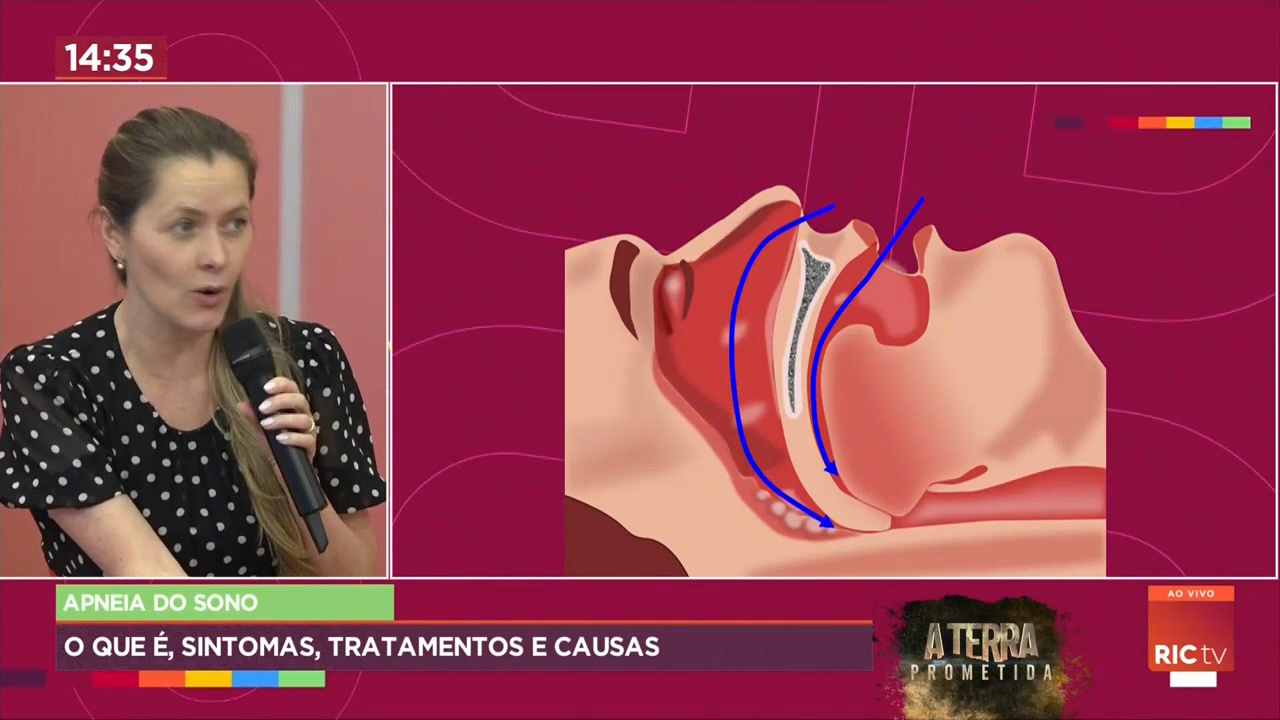 14:35
APNEIA DO SONO
O QUE É, SINTOMAS, TRATAMENTOS E CAUSAS
A TERRA
PROMETIDA
AO VIVO
RIC tv